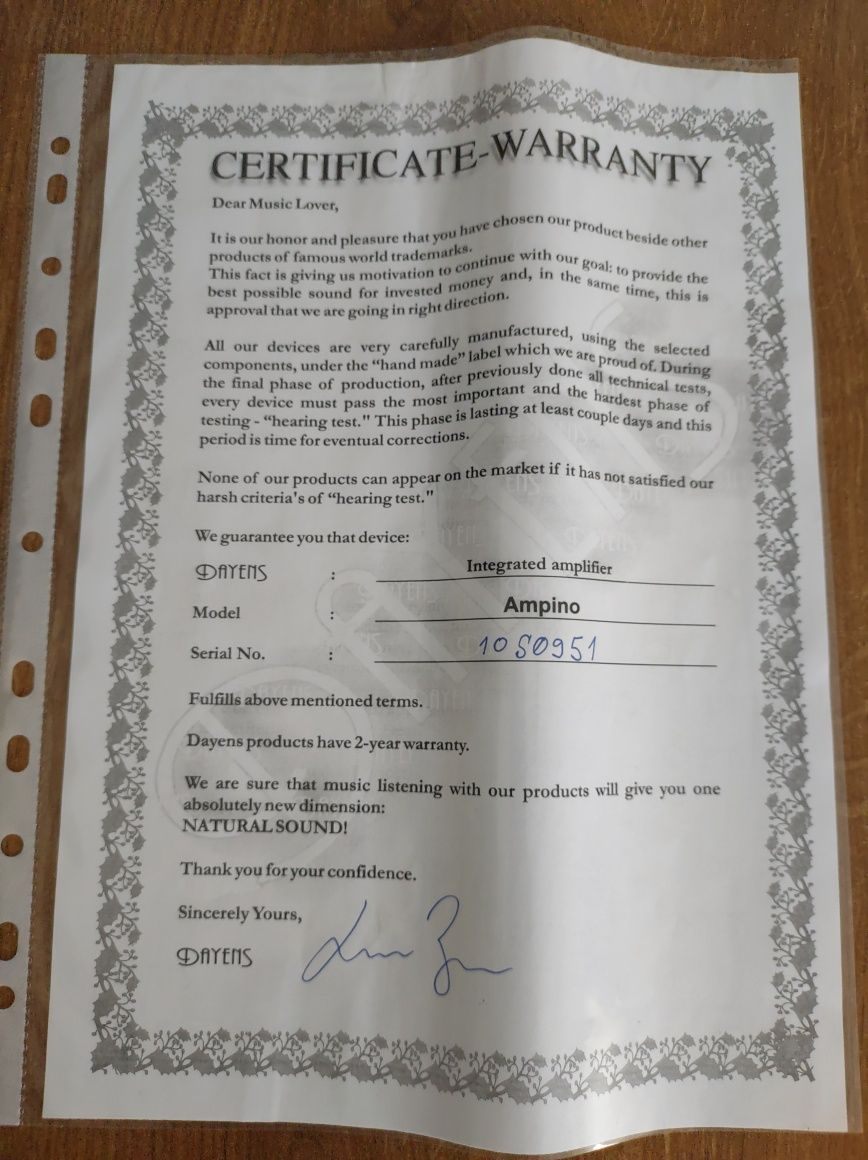 CERTIFICATE-WARRANTY
Dear Music Lover,
It is our honor and pleasure that you have chosen our product beside other
products of famous world trademarks.
This fact is giving us motivation to continue with our goal: to provide the
best possible sound for invested money and, in the same time, this is
approval that we are going in right direction.
All our devices are very carefully manufactured, using the selected
components, under the “hand made” label which we are proud of. During
the final phase of production, after previously done all technical tests,
every device must pass the most important and the hardest phase of
testing - “hearing test." This phase is lasting at least couple days and this
period is time for eventual corrections.
None of our products can appear on the market if it has not satisfied our
harsh criteria's of “hearing test."
We guarantee you that device:
DAYENS : Integrated amplifier
Model : Ampino
Serial No. : 10S0951
Fulfills above mentioned terms.
Dayens products have 2-year warranty.
We are sure that music listening with our products will give you one
absolutely new dimension:
NATURAL SOUND!
Thank you for your confidence.
Sincerely Yours,
DAYENS